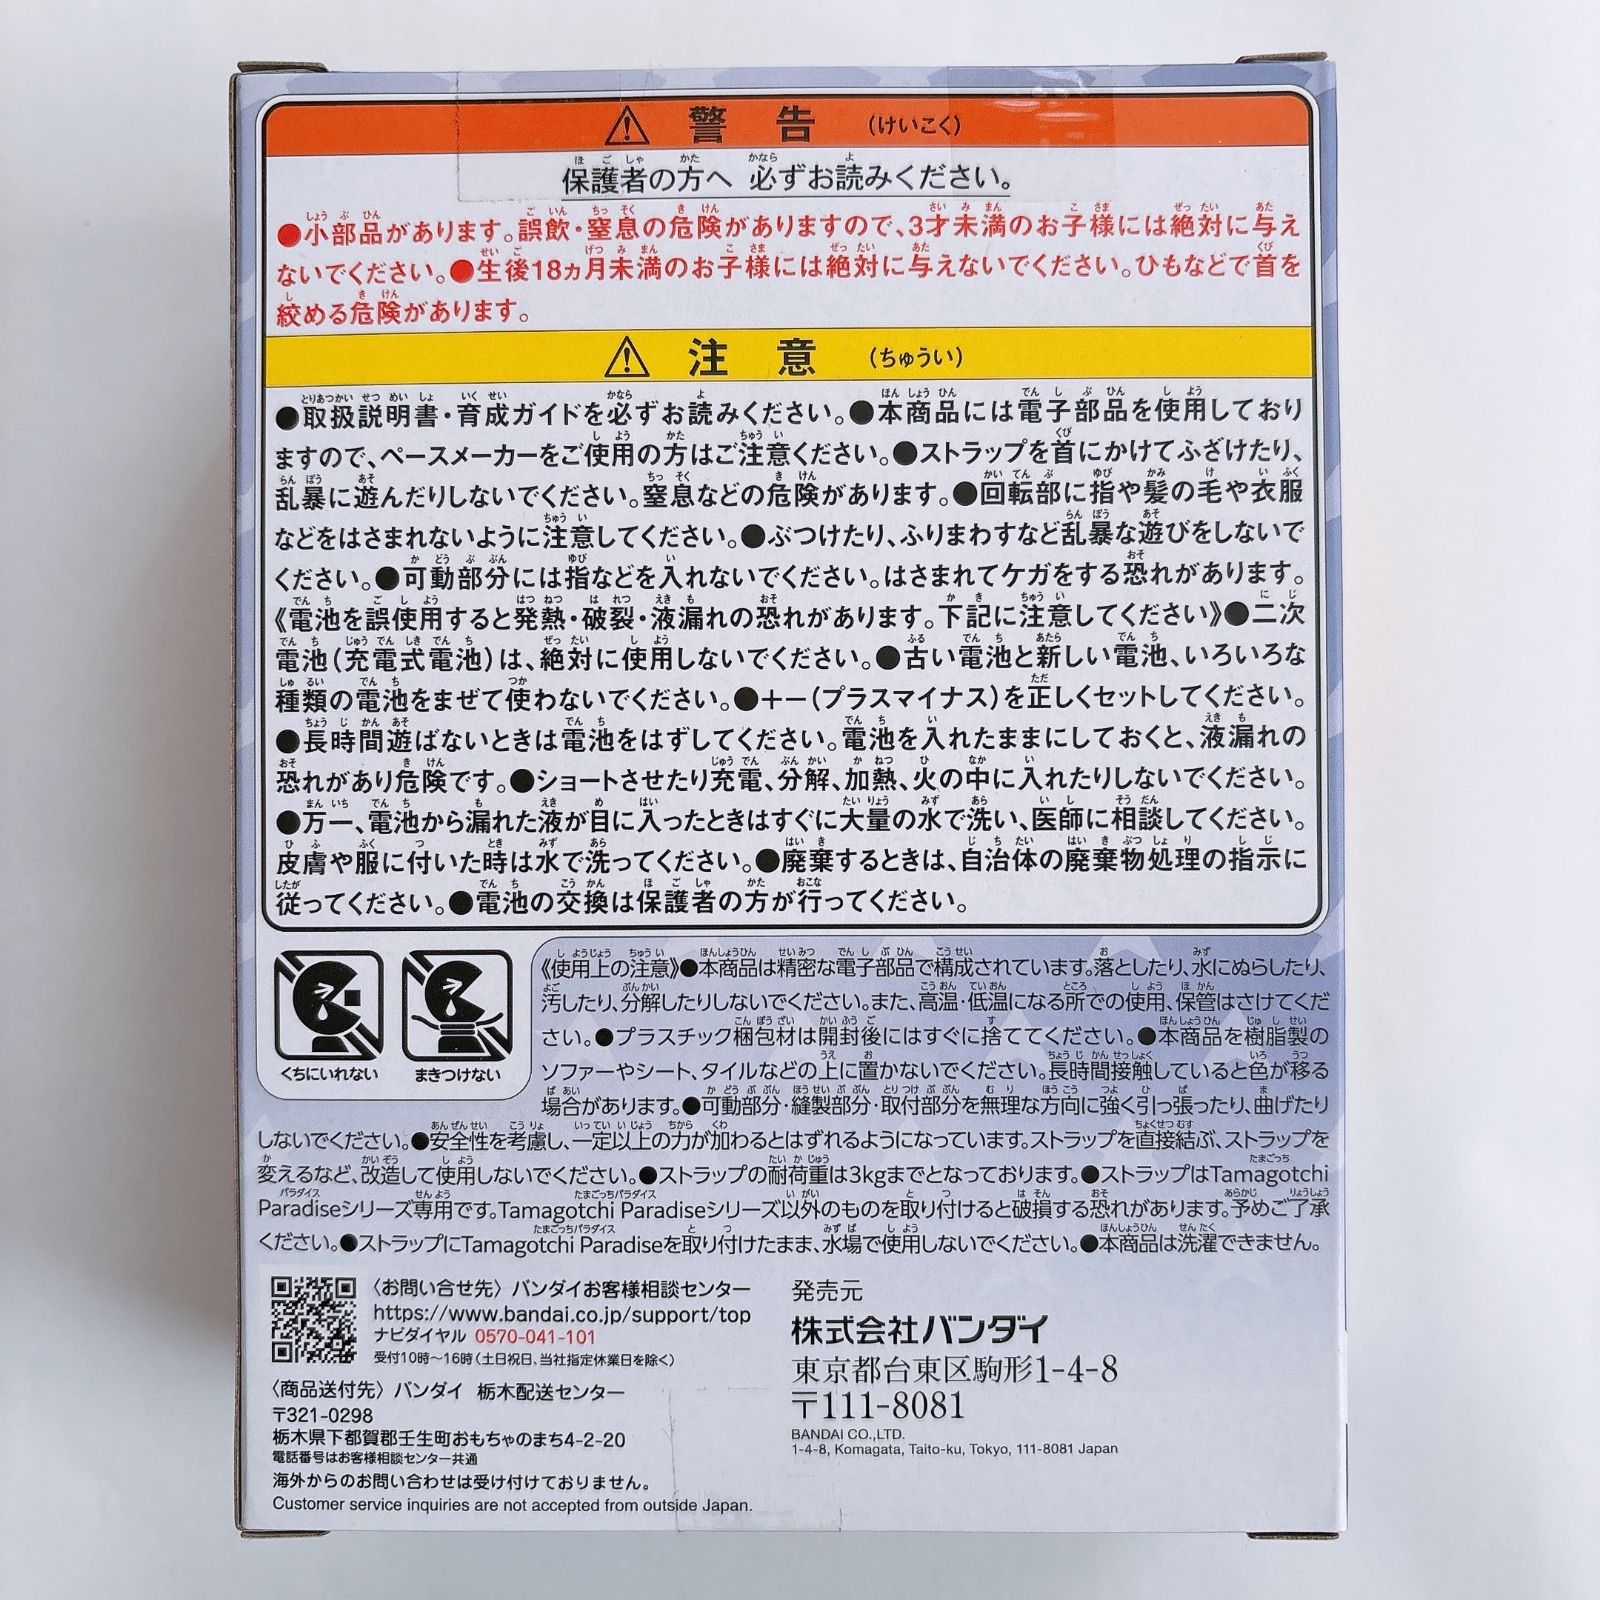 警告 (けいこく)
保護者の方へ 必ずお読みください。
●小部品があります。誤飲・窒息の危険がありますので、3才未満のお子様には絶対に与え
ないでください。●生後18ヵ月未満のお子様には絶対に与えないでください。ひもなどで首を
絞める危険があります。
注意 (ちゅうい)
●取扱説明書・育成ガイドを必ずお読みください。●本商品には電子部品を使用しており
ますので、ペースメーカーをご使用の方はご注意ください。●ストラップを首にかけてふざけたり、
乱暴に遊んだりしないでください。窒息などの危険があります。●回転部に指や髪の毛や衣服
などをはさまれないように注意してください。●ぶつけたり、ふりまわすなど乱暴な遊びをしないで
ください。●可動部分には指などを入れないでください。はさまれてケガをする恐れがあります。
《電池を誤使用すると発熱・破裂・液漏れの恐れがあります。下記に注意してください》●二次
電池(充電式電池)は、絶対に使用しないでください。●古い電池と新しい電池、いろいろな
種類の電池をまぜて使わないでください。●+-(プラスマイナス)を正しくセットしてください。
●長時間遊ばないときは電池をはずしてください。電池を入れたままにしておくと、液漏れの
恐れがあり危険です。●ショートさせたり充電、分解、加熱、火の中に入れたりしないでください。
●万一、電池から漏れた液が目に入ったときはすぐに大量の水で洗い、医師に相談してください。
皮膚や服に付いた時は水で洗ってください。●廃棄するときは、自治体の廃棄物処理の指示に
従ってください。●電池の交換は保護者の方が行ってください。
くちにいれない
まきつけない
《使用上の注意》●本商品は精密な電子部品で構成されています。落としたり、水にぬらしたり、
汚したり、分解したりしないでください。また、高温・低温になる所での使用、保管はさけてくだ
さい。●プラスチック梱包材は開封後にはすぐに捨ててください。●本商品を樹脂製の
ソファーやシート、タイルなどの上に置かないでください。長時間接触していると色が移る
場合があります。●可動部分・縫製部分・取付部分を無理な方向に強く引っ張ったり、曲げたり
しないでください。●安全性を考慮し、一定以上の力が加わるとはずれるようになっています。ストラップを直接結ぶ、ストラップを
変えるなど、改造して使用しないでください。●ストラップの耐荷重は3kgまでとなっております。●ストラップはTamagotchi
Paradiseシリーズ専用です。Tamagotchi Paradiseシリーズ以外のものを取り付けると破損する恐れがあります。予めご了承
ください。●ストラップにTamagotchi Paradiseを取り付けたまま、水場で使用しないでください。●本商品は洗濯できません。
〈お問い合せ先〉バンダイお客様相談センター
https://www.bandai.co.jp/support/top
ナビダイヤル 0570-041-101
受付10時~16時(土日祝日、当社指定休業日を除く)
〈商品送付先〉バンダイ 栃木配送センター
〒321-0298
栃木県下都賀郡壬生町おもちゃのまち4-2-20
電話番号はお客様相談センター共通
海外からのお問い合わせは受け付けておりません。
Customer service inquiries are not accepted from outside Japan.
発売元
株式会社バンダイ
東京都台東区駒形1-4-8
〒111-8081
BANDAI CO.,LTD.
1-4-8, Komagata, Taito-ku, Tokyo, 111-8081 Japan